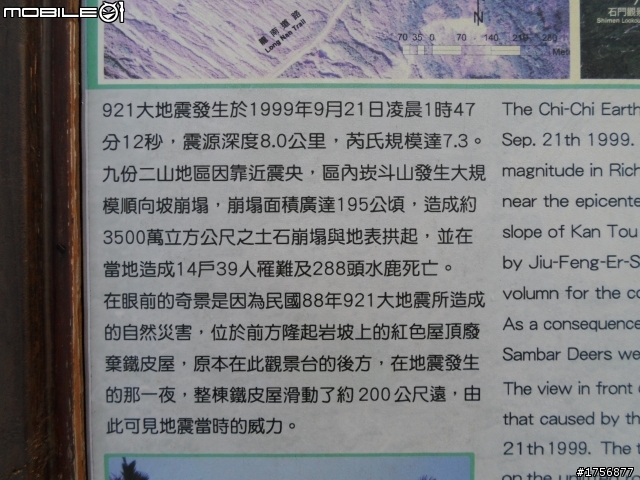 MOBILE01
隆南國路
Long Nan Trail
N
70 35 0 70 140 210 280
石門觀
Shimen Looko
921大地震發生於1999年9月21日凌晨1時47
分12秒，震源深度8.0公里，芮氏規模達7.3。
九份二山地區因靠近震央，區內崁斗山發生大規
模順向坡崩塌，崩塌面積廣達195公頃，造成約
3500萬立方公尺之土石崩塌與地表拱起，並在
當地造成14戶39人罹難及288頭水鹿死亡。
在眼前的奇景是因為民國88年921大地震所造成
的自然災害，位於前方隆起岩坡上的紅色屋頂廢
棄鐵皮屋，原本在此觀景台的後方，在地震發生
的那一夜，整棟鐵皮屋滑動了約200公尺遠，由
此可見地震當時的威力。
The Chi-Chi Earth
Sep. 21th 1999.
magnitude in Rich
near the epicente
slope of Kan Tou
by Jiu-Feng-Er-S
volumn for the co
As a consequence
Sambar Deers we
The view in front o
that caused by th
21th 1999. The t
#1756877